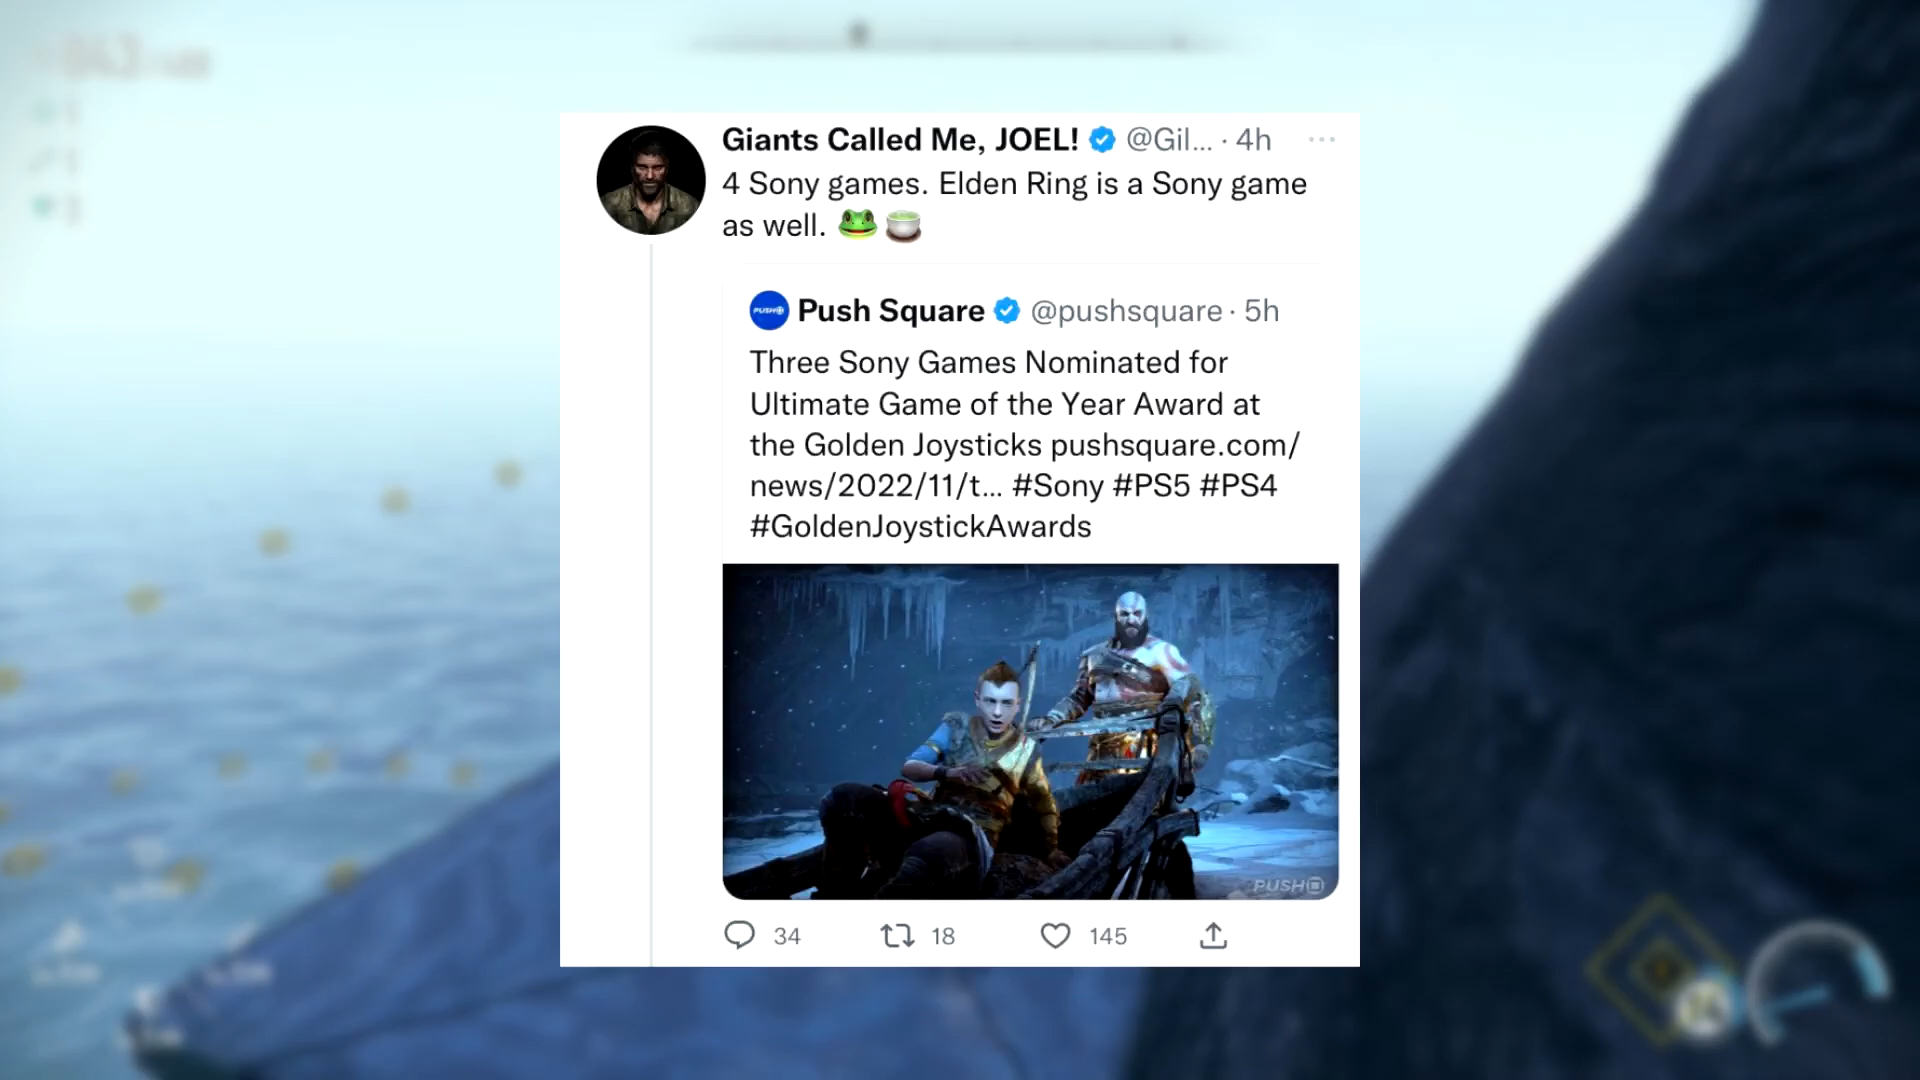 Giants Called Me, JOEL! @Gil... · 4h
4 Sony games. Elden Ring is a Sony game
as well. 🐸🍵
PUSH
Push Square @pushsquare · 5h
Three Sony Games Nominated for
Ultimate Game of the Year Award at
the Golden Joysticks pushsquare.com/
news/2022/11/t... #Sony #PS5 #PS4
#GoldenJoystickAwards
PUSH
34 18 145